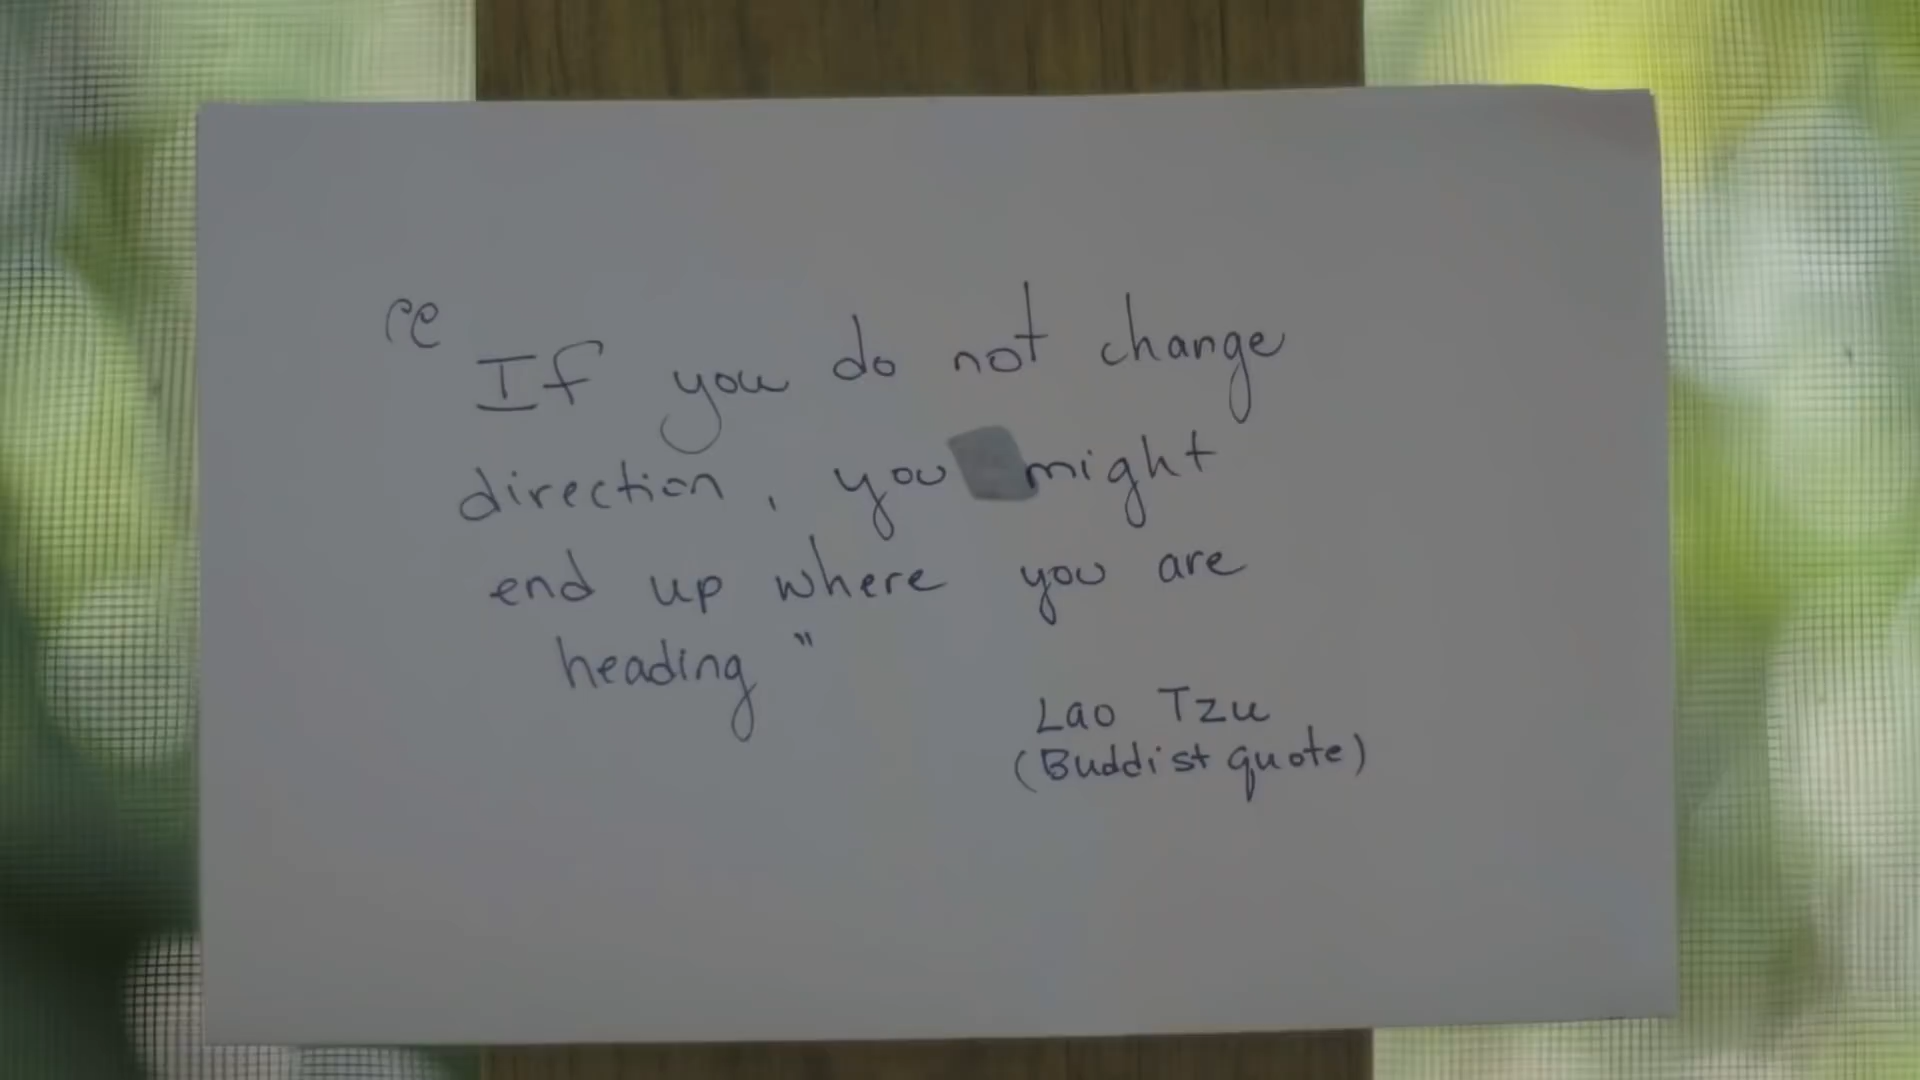 “If you do not change
direction, you might
end up where you are
heading"
Lao Tzu
(Buddist quote)